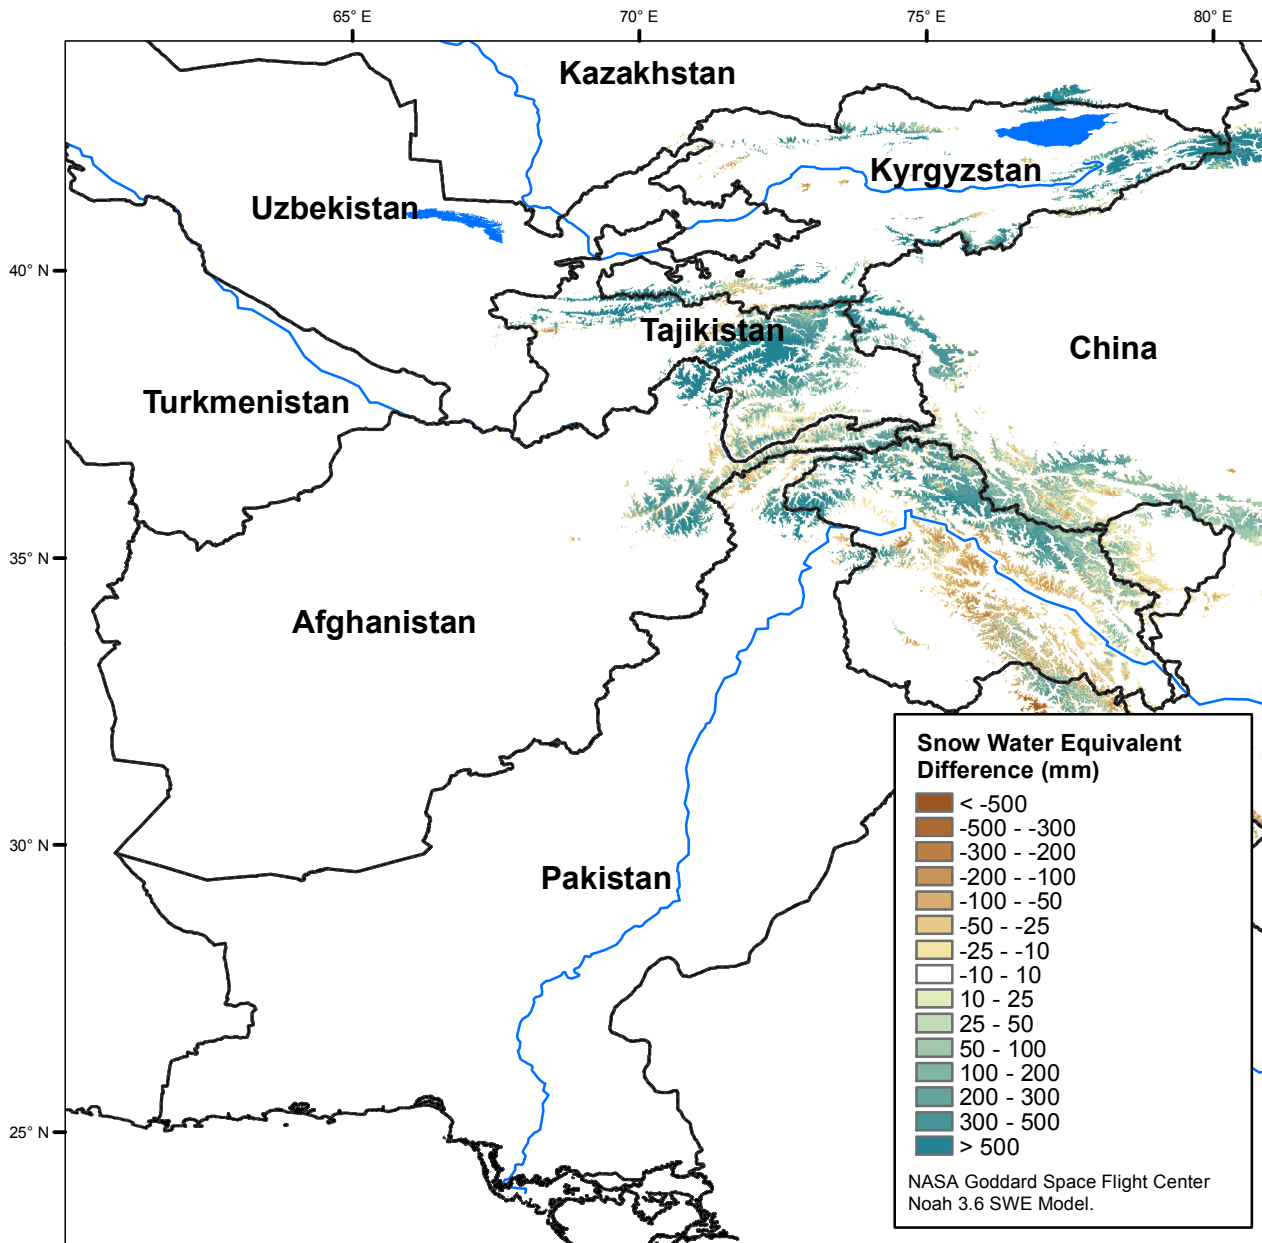 65° E
70° E
75° E
80° E
Kazakhstan
Kyrgyzstan
Uzbekistan
40° N
Tajikistan
China
Turkmenistan
35° N
Afghanistan
30° N
Pakistan
25° N
Snow Water Equivalent
Difference (mm)
< -500
-500 - -300
-300 - -200
-200 - -100
-100 - -50
-50 - -25
-25 - -10
-10 - 10
10 - 25
25 - 50
50 - 100
100 - 200
200 - 300
300 - 500
> 500
NASA Goddard Space Flight Center
Noah 3.6 SWE Model.